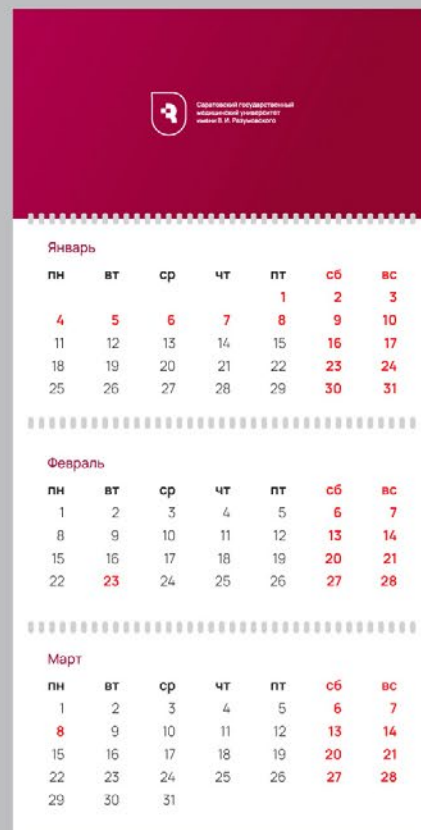 Саратовский государственный
медицинский университет
имени В. И. Разумовского
Январь
пн вт ср чт пт сб вс
1 2 3
4 5 6 7 8 9 10
11 12 13 14 15 16 17
18 19 20 21 22 23 24
25 26 27 28 29 30 31
Февраль
пн вт ср чт пт сб вс
1 2 3 4 5 6 7
8 9 10 11 12 13 14
15 16 17 18 19 20 21
22 23 24 25 26 27 28
Март
пн вт ср чт пт сб вс
1 2 3 4 5 6 7
8 9 10 11 12 13 14
15 16 17 18 19 20 21
22 23 24 25 26 27 28
29 30 31